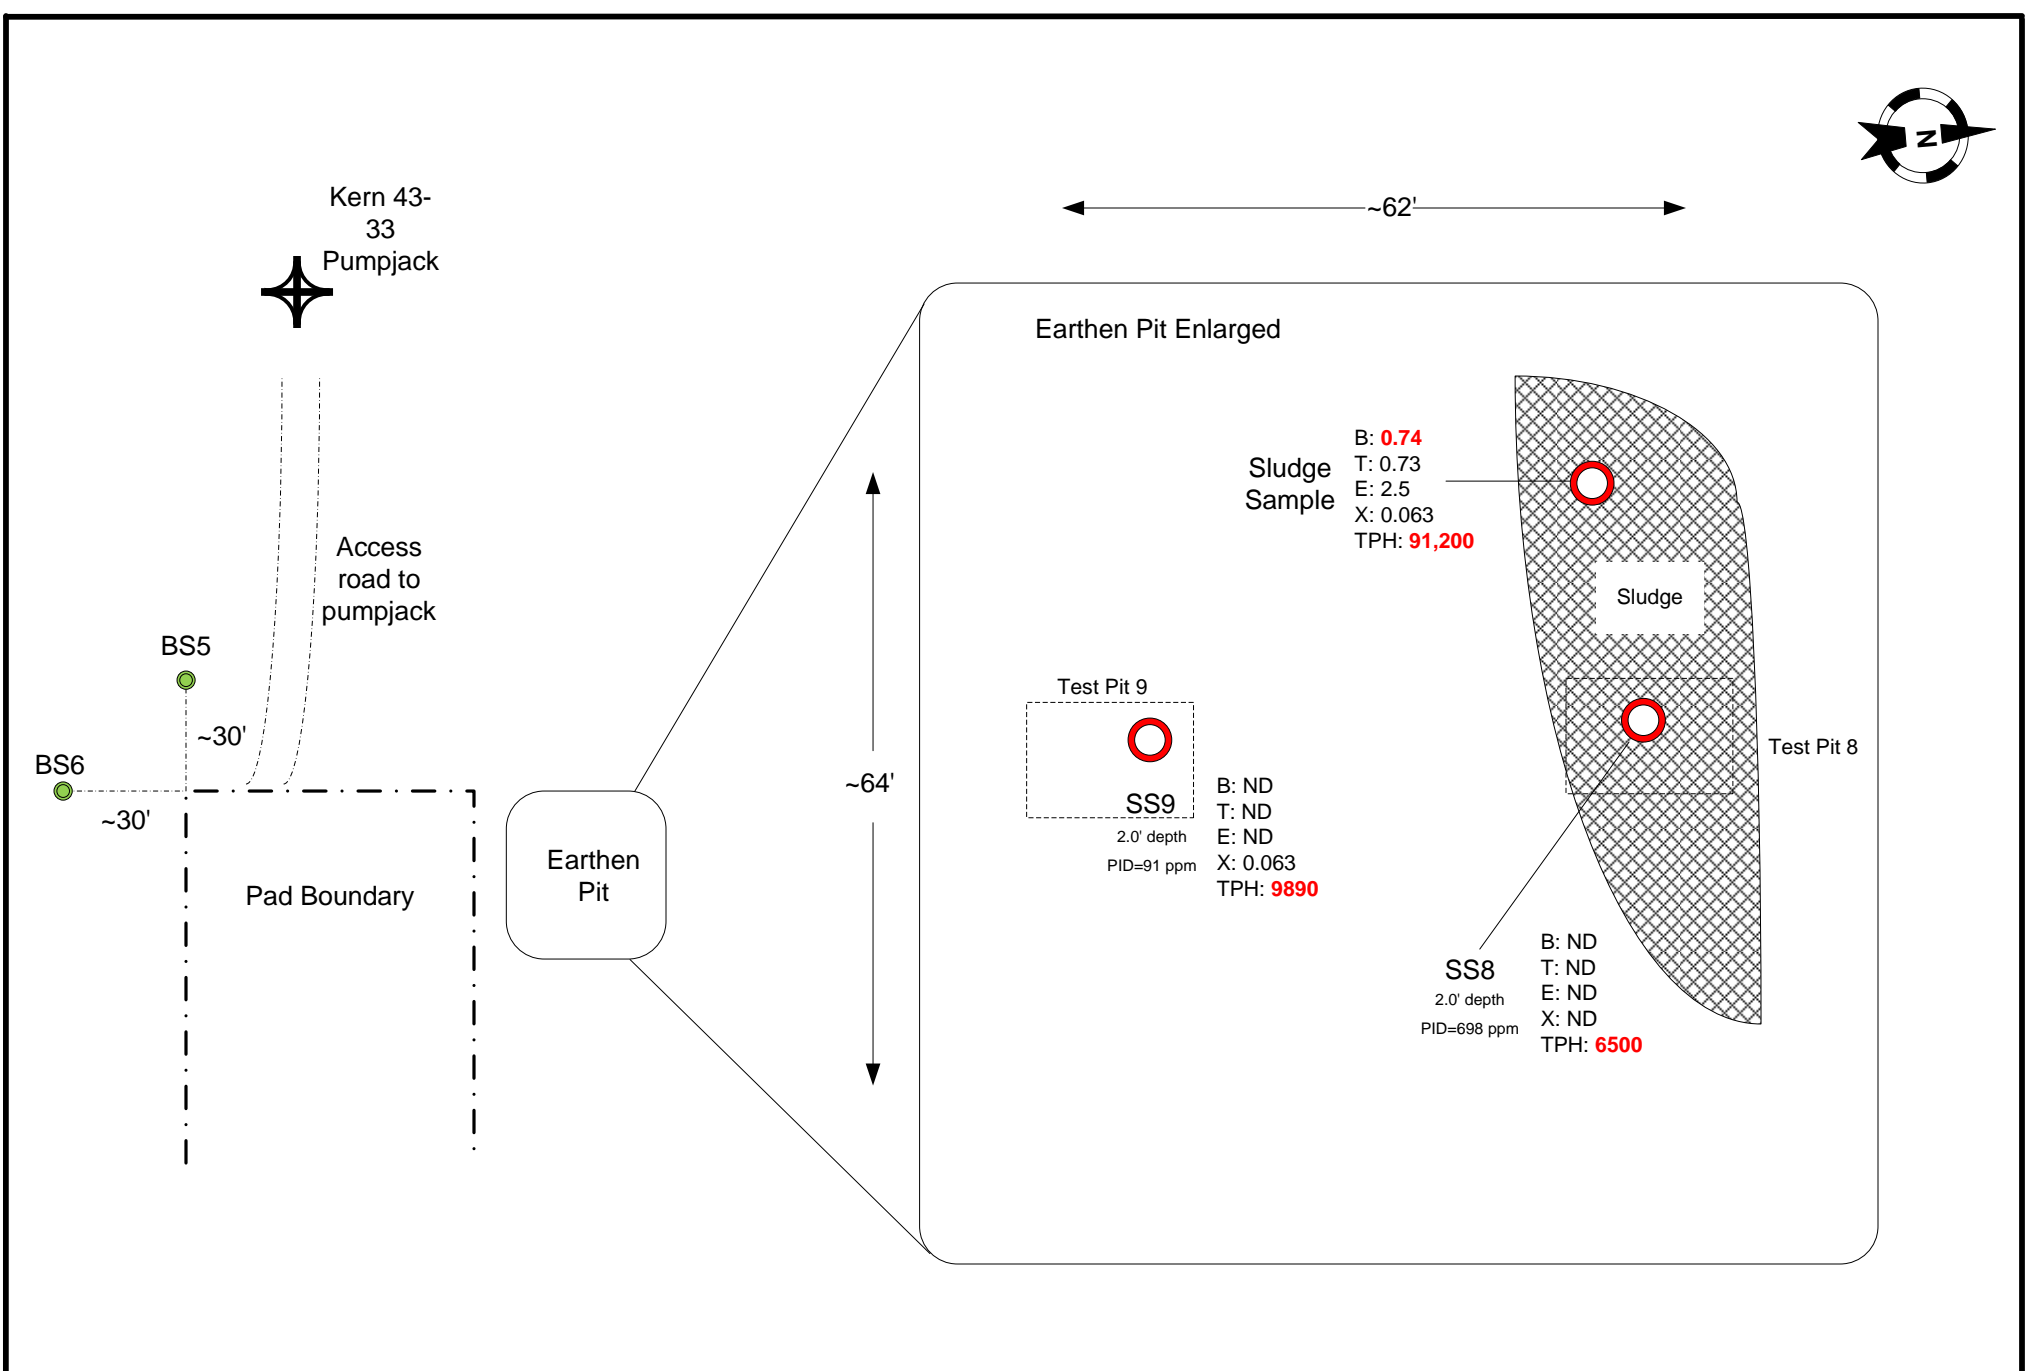 Kern 43-
33
Pumpjack
N
~62'
Earthen Pit Enlarged
B: 0.74
T: 0.73
E: 2.5
X: 0.063
TPH: 91,200
Sludge
Sample
Sludge
Access
road to
pumpjack
BS5
~30'
BS6
~30'
Pad Boundary
Earthen
Pit
~64'
Test Pit 9
SS9
2.0' depth
PID=91 ppm
B: ND
T: ND
E: ND
X: 0.063
TPH: 9890
Test Pit 8
SS8
2.0' depth
PID=698 ppm
B: ND
T: ND
E: ND
X: ND
TPH: 6500